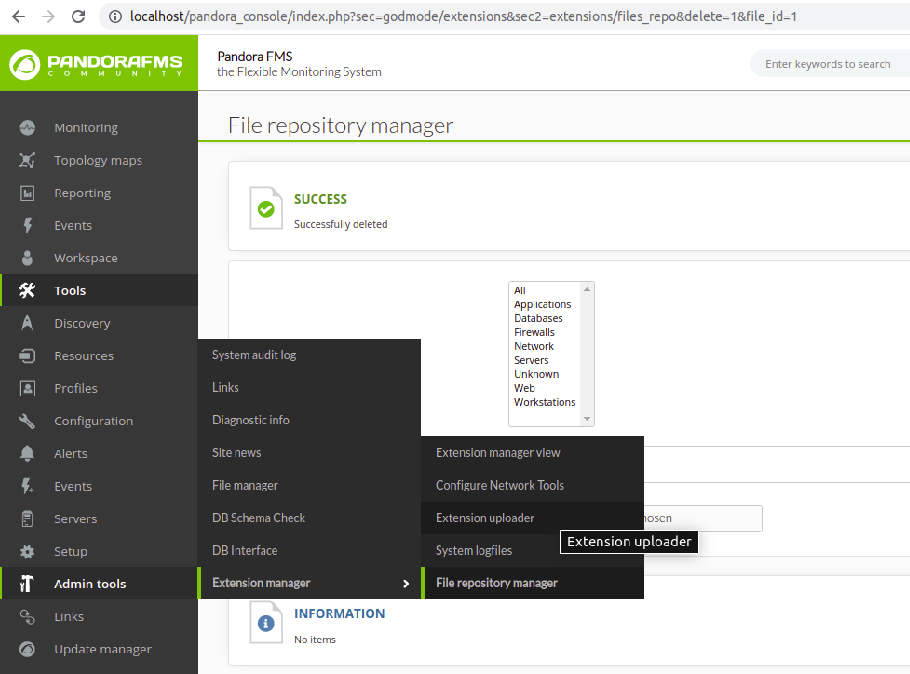 localhost/pandora_console/index.php?sec=godmode/extensions&sec2=extensions/files_repo&delete=1&file_id=1
PANDORAFMS
COMMUNITY
Pandora FMS
the Flexible Monitoring System
Enter keywords to search
Monitoring
Topology maps
Reporting
Events
Workspace
Tools
Discovery
Resources
Profiles
Configuration
Alerts
Events
Servers
Setup
Admin tools
Links
Update manager
File repository manager
SUCCESS
Successfully deleted
All
Applications
Databases
Firewalls
Network
Servers
Unknown
Web
Workstations
System audit log
Links
Diagnostic info
Site news
File manager
DB Schema Check
DB Interface
Extension manager
Extension manager view
Configure Network Tools
Extension uploader
System logfiles
File repository manager
Extension uploader
INFORMATION
No items